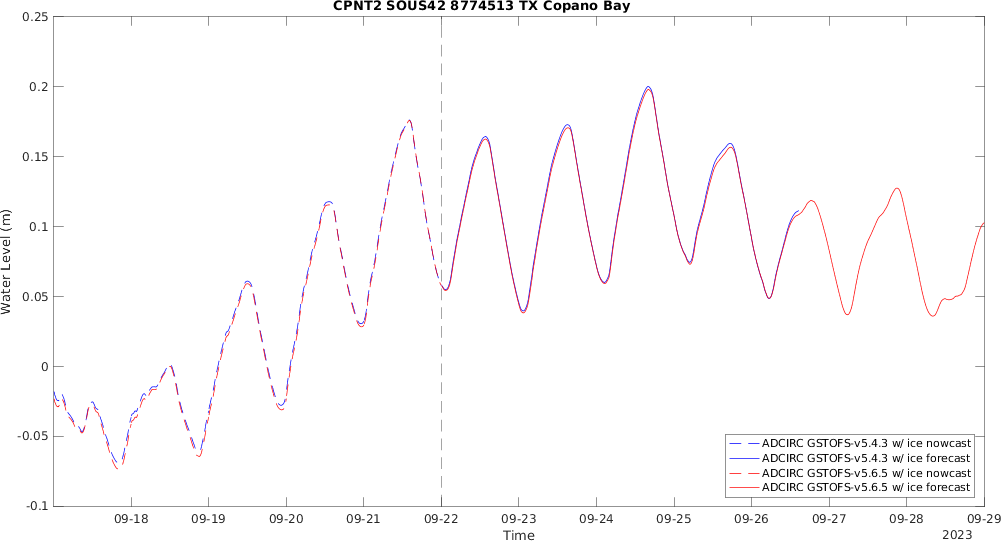 CPNT2 SOUS42 8774513 TX Copano Bay
0.25
0.2
0.15
0.1
0.05
0
-0.05
-0.1
Water Level (m)
ADCIRC GSTOFS-v5.4.3 w/ ice nowcast
ADCIRC GSTOFS-v5.4.3 w/ ice forecast
ADCIRC GSTOFS-v5.6.5 w/ ice nowcast
ADCIRC GSTOFS-v5.6.5 w/ ice forecast
09-18 09-19 09-20 09-21 09-22 09-23 09-24 09-25 09-26 09-27 09-28 09-29
Time
2023